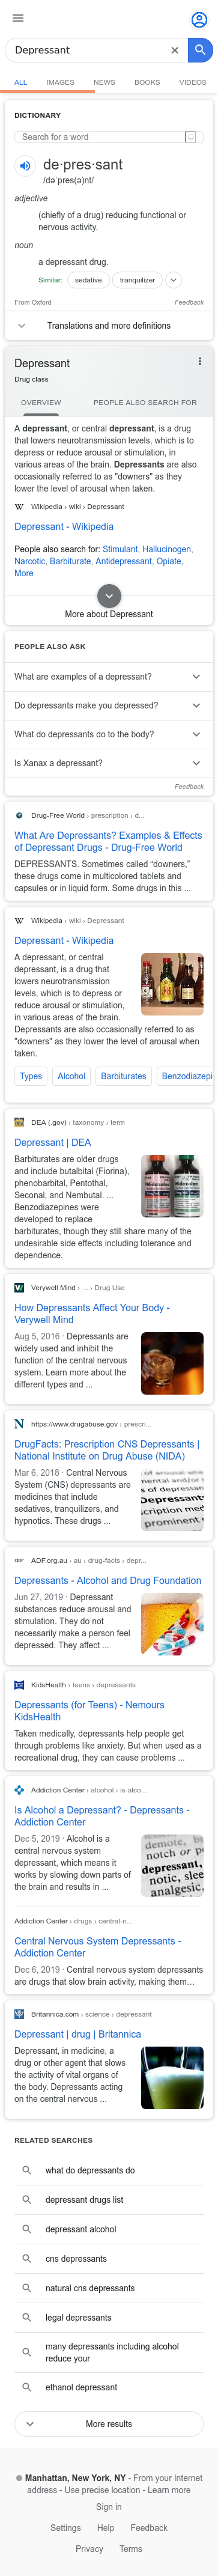 Depressant
ALL IMAGES NEWS BOOKS VIDEOS
DICTIONARY
Search for a word
de·pres·sant
/dəˈpres(ə)nt/
adjective
(chiefly of a drug) reducing functional or
nervous activity.
noun
a depressant drug.
Similar: sedative tranquilizer
From Oxford Feedback
Translations and more definitions
Depressant
Drug class
OVERVIEW PEOPLE ALSO SEARCH FOR
A depressant, or central depressant, is a drug
that lowers neurotransmission levels, which is to
depress or reduce arousal or stimulation, in
various areas of the brain. Depressants are also
occasionally referred to as "downers" as they
lower the level of arousal when taken.
Wikipedia › wiki › Depressant
Depressant - Wikipedia
People also search for: Stimulant, Hallucinogen,
Narcotic, Barbiturate, Antidepressant, Opiate,
More
More about Depressant
PEOPLE ALSO ASK
What are examples of a depressant?
Do depressants make you depressed?
What do depressants do to the body?
Is Xanax a depressant?
Feedback
Drug-Free World › prescription › d...
What Are Depressants? Examples & Effects
of Depressant Drugs - Drug-Free World
DEPRESSANTS. Sometimes called “downers,”
these drugs come in multicolored tablets and
capsules or in liquid form. Some drugs in this ...
Wikipedia › wiki › Depressant
Depressant - Wikipedia
A depressant, or central
depressant, is a drug that
lowers neurotransmission
levels, which is to depress or
reduce arousal or stimulation,
in various areas of the brain.
Depressants are also occasionally referred to as
"downers" as they lower the level of arousal when
taken.
Types Alcohol Barbiturates Benzodiazepi
DEA (.gov) › taxonomy › term
Depressant | DEA
Barbiturates are older drugs
and include butalbital (Fiorina),
phenobarbital, Pentothal,
Seconal, and Nembutal. ...
Benzodiazepines were
developed to replace
barbiturates, though they still share many of the
undesirable side effects including tolerance and
dependence.
Verywell Mind › ... › Drug Use
How Depressants Affect Your Body -
Verywell Mind
Aug 5, 2016 · Depressants are
widely used and inhibit the
function of the central nervous
system. Learn more about the
different types and ...
https://www.drugabuse.gov › prescri...
DrugFacts: Prescription CNS Depressants |
National Institute on Drug Abuse (NIDA)
Mar 6, 2018 · Central Nervous
System (CNS) depressants are
medicines that include
sedatives, tranquilizers, and
hypnotics. These drugs ...
ADF.org.au › au › drug-facts › depr...
Depressants - Alcohol and Drug Foundation
Jun 27, 2019 · Depressant
substances reduce arousal and
stimulation. They do not
necessarily make a person feel
depressed. They affect ...
KidsHealth › teens › depressants
Depressants (for Teens) - Nemours
KidsHealth
Taken medically, depressants help people get
through problems like anxiety. But when used as a
recreational drug, they can cause problems ...
Addiction Center › alcohol › is-alco...
Is Alcohol a Depressant? - Depressants -
Addiction Center
Dec 5, 2019 · Alcohol is a
central nervous system
depressant, which means it
works by slowing down parts of
the brain and results in ...
Addiction Center › drugs › central-n...
Central Nervous System Depressants -
Addiction Center
Dec 6, 2019 · Central nervous system depressants
are drugs that slow brain activity, making them…
Britannica.com › science › depressant
Depressant | drug | Britannica
Depressant, in medicine, a
drug or other agent that slows
the activity of vital organs of
the body. Depressants acting
on the central nervous ...
RELATED SEARCHES
what do depressants do
depressant drugs list
depressant alcohol
cns depressants
natural cns depressants
legal depressants
many depressants including alcohol
reduce your
ethanol depressant
More results
Manhattan, New York, NY - From your Internet
address - Use precise location - Learn more
Sign in
Settings Help Feedback
Privacy Terms